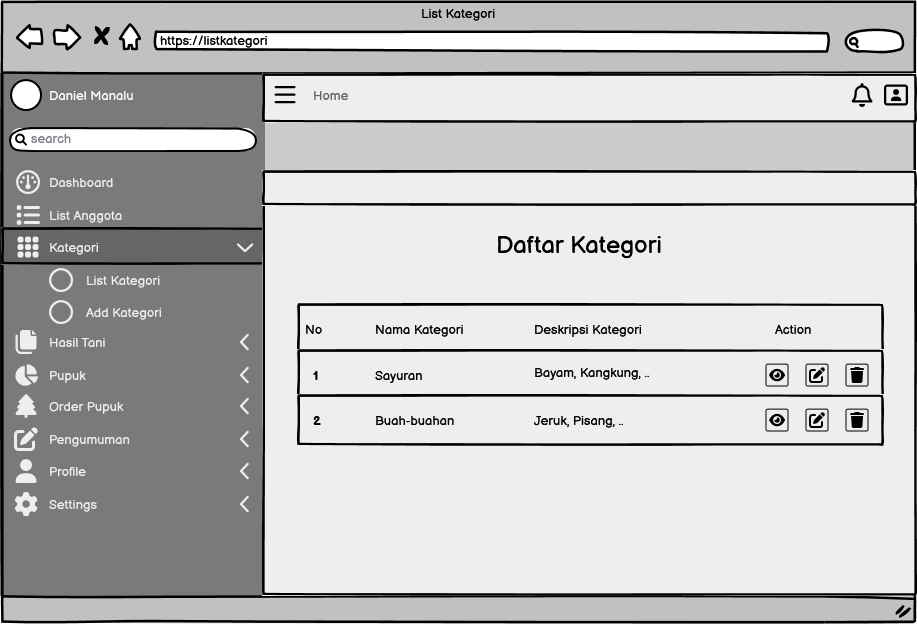 List Kategori
https://listkategori
Daniel Manalu
Home
search
Dashboard
List Anggota
Kategori
List Kategori
Add Kategori
Hasil Tani
Pupuk
Order Pupuk
Pengumuman
Profile
Settings
Daftar Kategori
No Nama Kategori Deskripsi Kategori Action
1 Sayuran Bayam, Kangkung, ..
2 Buah-buahan Jeruk, Pisang, ..